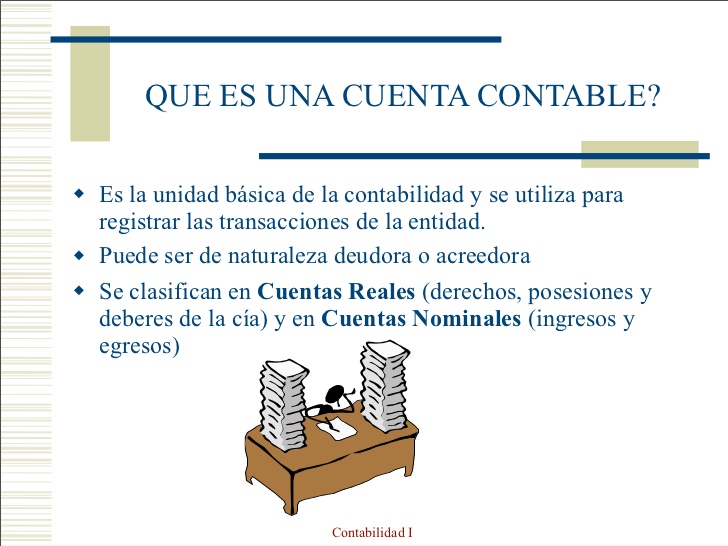 QUE ES UNA CUENTA CONTABLE?
Es la unidad básica de la contabilidad y se utiliza para
registrar las transacciones de la entidad.
Puede ser de naturaleza deudora o acreedora
Se clasifican en Cuentas Reales (derechos, posesiones y
deberes de la cía) y en Cuentas Nominales (ingresos y
egresos)
Contabilidad I